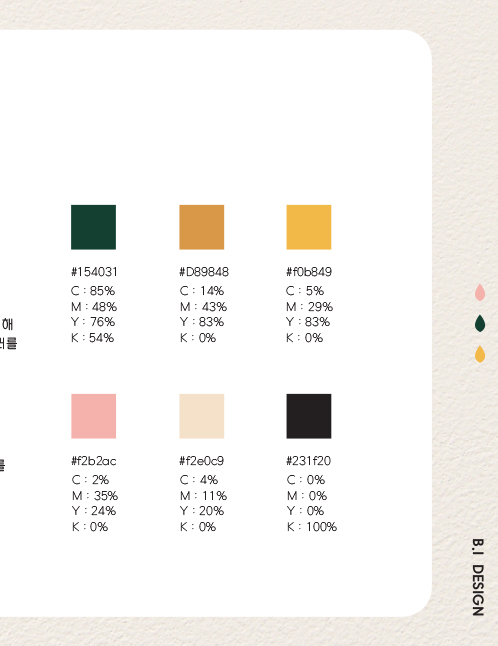 #154031
C : 85%
M : 48%
Y : 76%
K : 54%
#D89848
C : 14%
M : 43%
Y : 83%
K : 0%
#f0b849
C : 5%
M : 29%
Y : 83%
K : 0%
해
를
#f2b2ac
C : 2%
M : 35%
Y : 24%
K : 0%
#f2e0c9
C : 4%
M : 11%
Y : 20%
K : 0%
#231f20
C : 0%
M : 0%
Y : 0%
K : 100%
를
B.I DESIGN